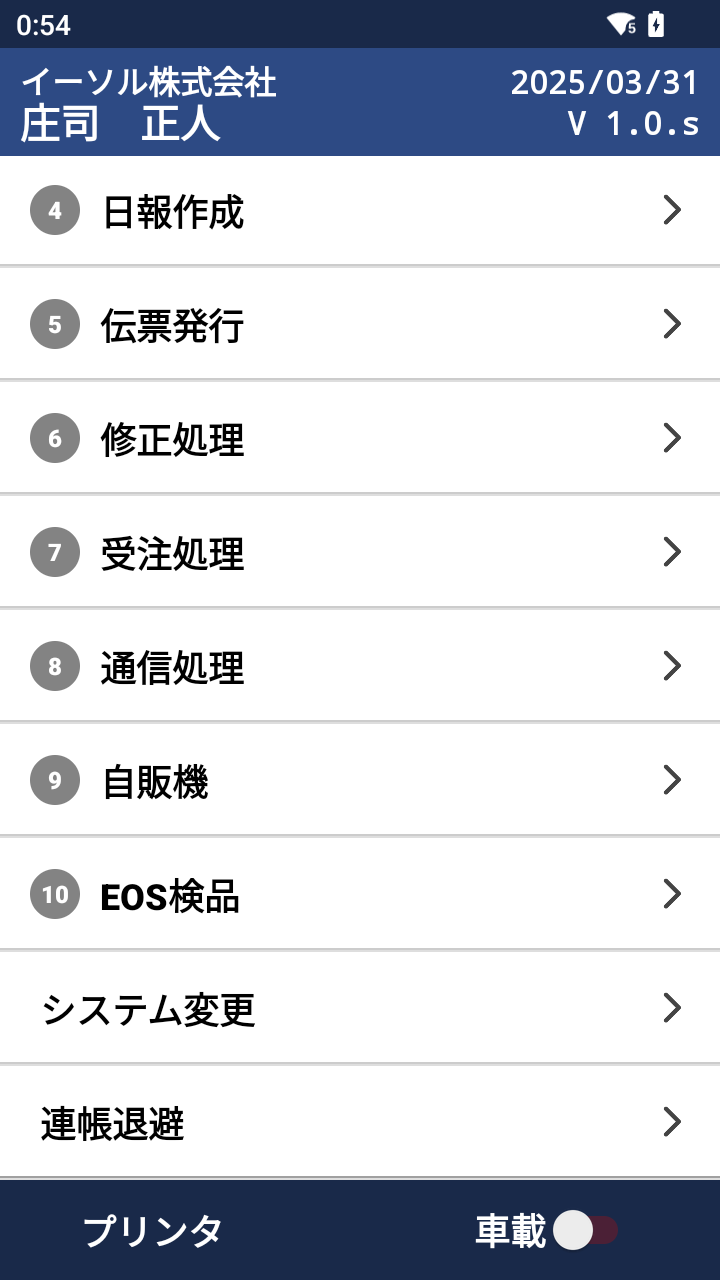 0:54
5
イーソル株式会社
2025/03/31
庄司　正人
V 1.0.s
4 日報作成
5 伝票発行
6 修正処理
7 受注処理
8 通信処理
9 自販機
10 EOS検品
システム変更
連帳退避
プリンタ
車載